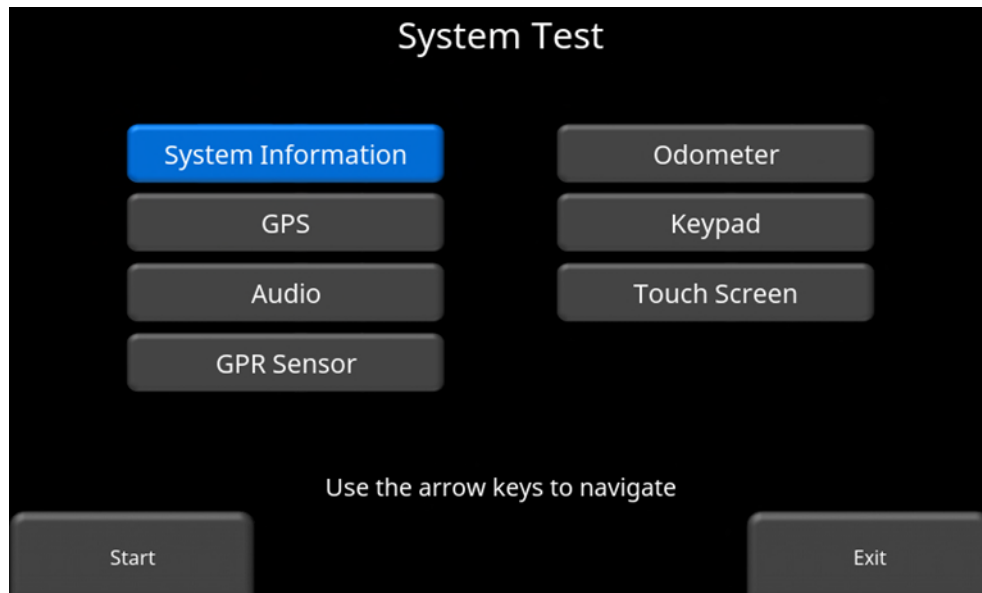 System Test
System Information
Odometer
GPS
Keypad
Audio
Touch Screen
GPR Sensor
Use the arrow keys to navigate
Start
Exit